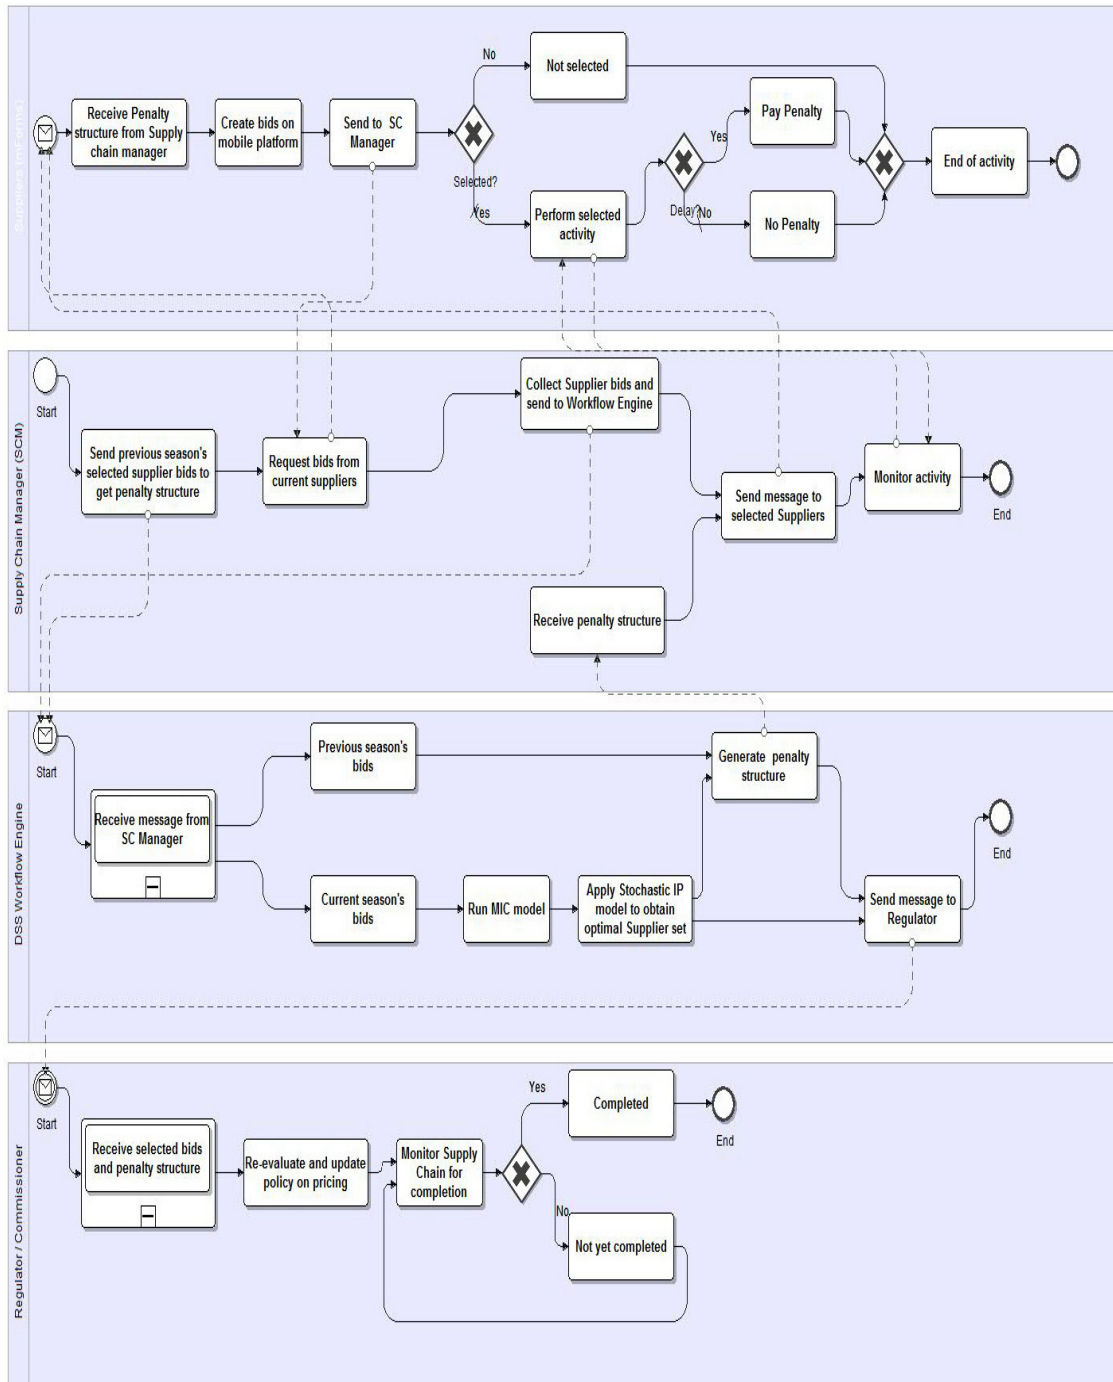 Suppliers (mForms)
Receive Penalty
structure from Supply
chain manager
Create bids on
mobile platform
Send to SC
Manager
Selected?
No
Yes
Not selected
Perform selected
activity
Delay?
Yes
No
Pay Penalty
No Penalty
End of activity
Supply Chain Manager (SCM)
Start
Send previous season's
selected supplier bids to
get penalty structure
Request bids from
current suppliers
Collect Supplier bids and
send to Workflow Engine
Receive penalty structure
Send message to
selected Suppliers
Monitor activity
End
DSS Workflow Engine
Start
Receive message from
SC Manager
Previous season's
bids
Current season's
bids
Run MIC model
Apply Stochastic IP
model to obtain
optimal Supplier set
Generate penalty
structure
Send message to
Regulator
End
Regulator / Commissioner
Start
Receive selected bids
and penalty structure
Re-evaluate and update
policy on pricing
Monitor Supply
Chain for
completion
Yes
No
Completed
Not yet completed
End